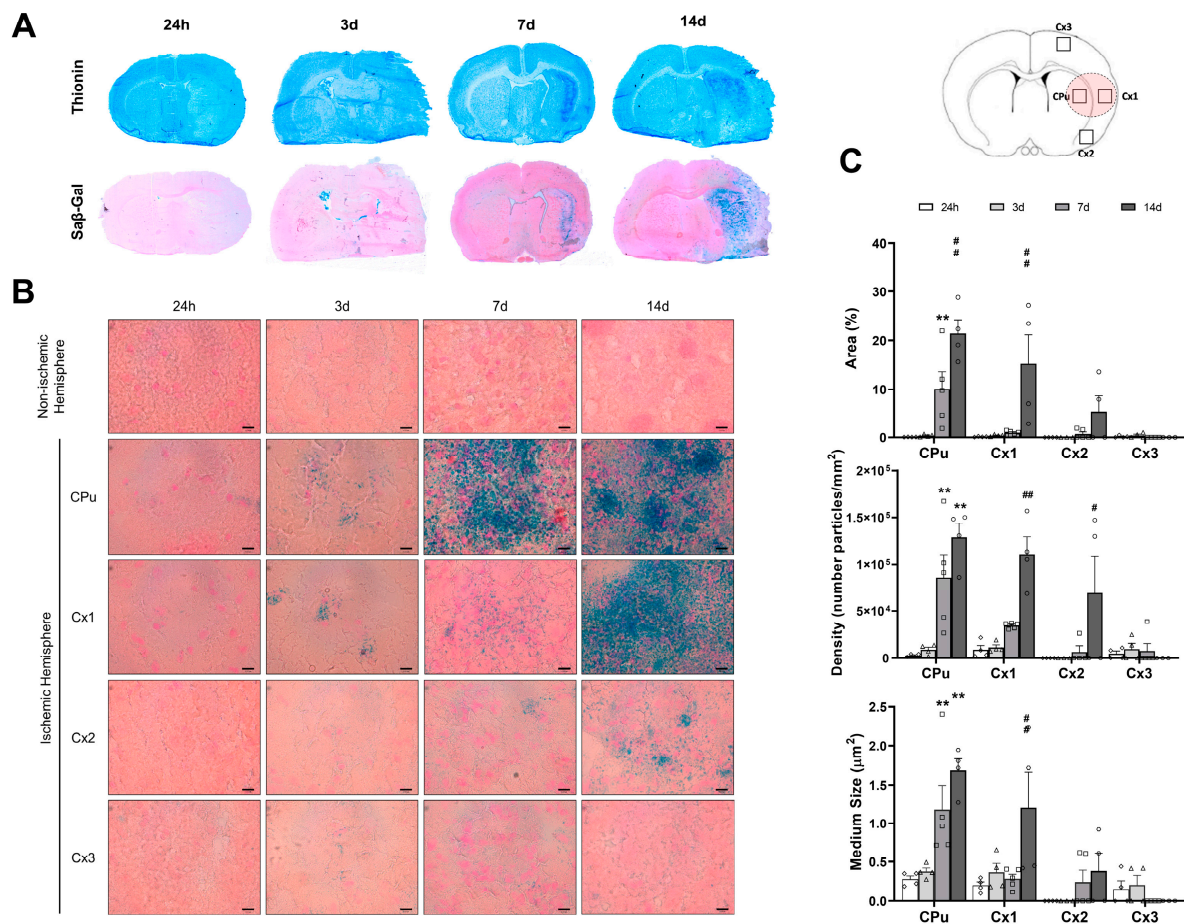 A
24h 3d 7d 14d
Thionin
Saβ-Gal
B
24h 3d 7d 14d
Non-ischemic
Hemisphere
Ischemic Hemisphere
CPu
Cx1
Cx2
Cx3
Cx3
CPu Cx1
Cx2
C
24h 3d 7d 14d
Area (%)
40
30
20
10
0
**
#
#
#
#
CPu Cx1 Cx2 Cx3
Density (number particles/mm²)
2×10⁵
1.5×10⁵
1×10⁵
5×10⁴
0
**
**
##
#
CPu Cx1 Cx2 Cx3
Medium Size (μm²)
2.5
2.0
1.5
1.0
0.5
0.0
**
**
#
#
CPu Cx1 Cx2 Cx3